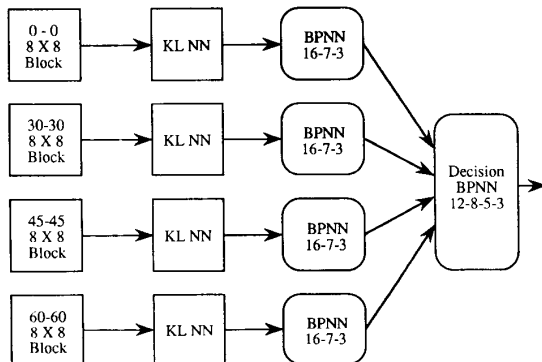 0 - 0
8 X 8
Block
KL NN
BPNN
16-7-3
30-30
8 X 8
Block
KL NN
BPNN
16-7-3
Decision
BPNN
12-8-5-3
45-45
8 X 8
Block
KL NN
BPNN
16-7-3
60-60
8 X 8
Block
KL NN
BPNN
16-7-3